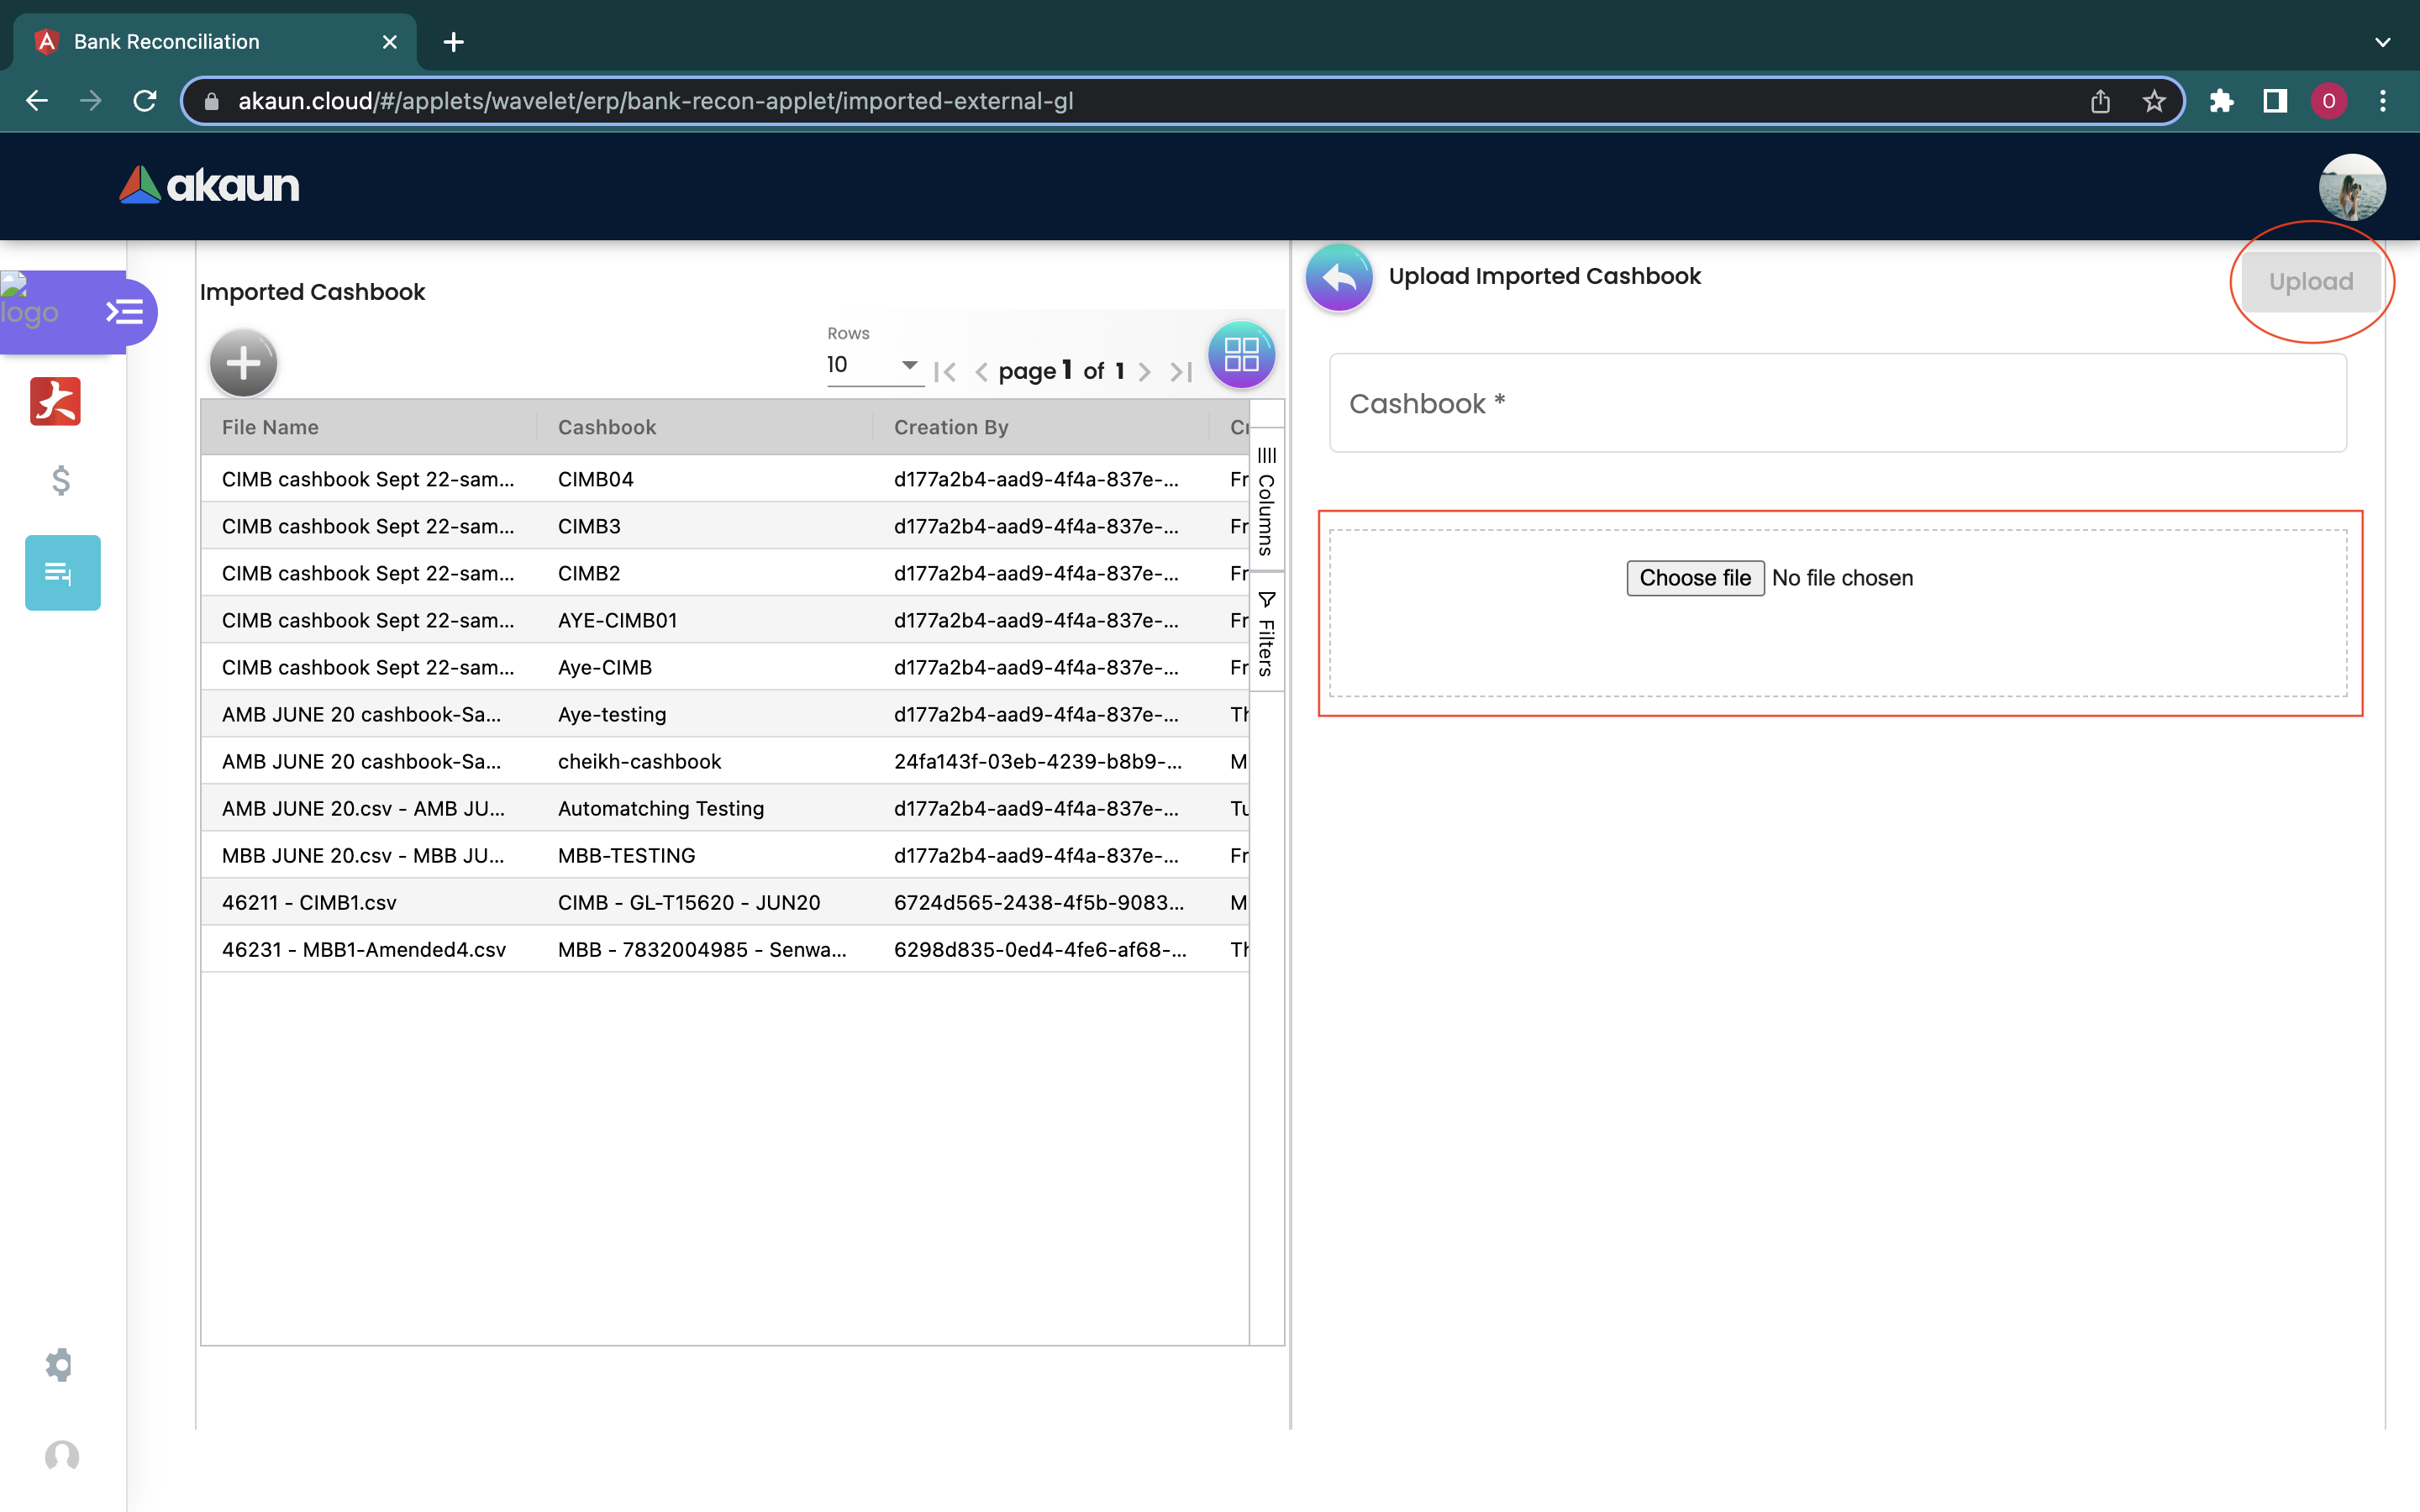 Bank Reconciliation
akaun.cloud/#/applets/wavelet/erp/bank-recon-applet/imported-external-gl
O
akaun
logo
Imported Cashbook
Rows
10
page 1 of 1
File Name Cashbook Creation By
CIMB cashbook Sept 22-sam... CIMB04 d177a2b4-aad9-4f4a-837e-... Fr
CIMB cashbook Sept 22-sam... CIMB3 d177a2b4-aad9-4f4a-837e-... Fr
CIMB cashbook Sept 22-sam... CIMB2 d177a2b4-aad9-4f4a-837e-... Fr
CIMB cashbook Sept 22-sam... AYE-CIMB01 d177a2b4-aad9-4f4a-837e-... Fr
CIMB cashbook Sept 22-sam... Aye-CIMB d177a2b4-aad9-4f4a-837e-... Fr
AMB JUNE 20 cashbook-Sa... Aye-testing d177a2b4-aad9-4f4a-837e-... Th
AMB JUNE 20 cashbook-Sa... cheikh-cashbook 24fa143f-03eb-4239-b8b9-... M
AMB JUNE 20.csv - AMB JU... Automatching Testing d177a2b4-aad9-4f4a-837e-... Tu
MBB JUNE 20.csv - MBB JU... MBB-TESTING d177a2b4-aad9-4f4a-837e-... Fr
46211 - CIMB1.csv CIMB - GL-T15620 - JUN20 6724d565-2438-4f5b-9083... M
46231 - MBB1-Amended4.csv MBB - 7832004985 - Senwa... 6298d835-0ed4-4fe6-af68-... Th
Columns
Filters
Upload Imported Cashbook
Upload
Cashbook *
Choose file No file chosen